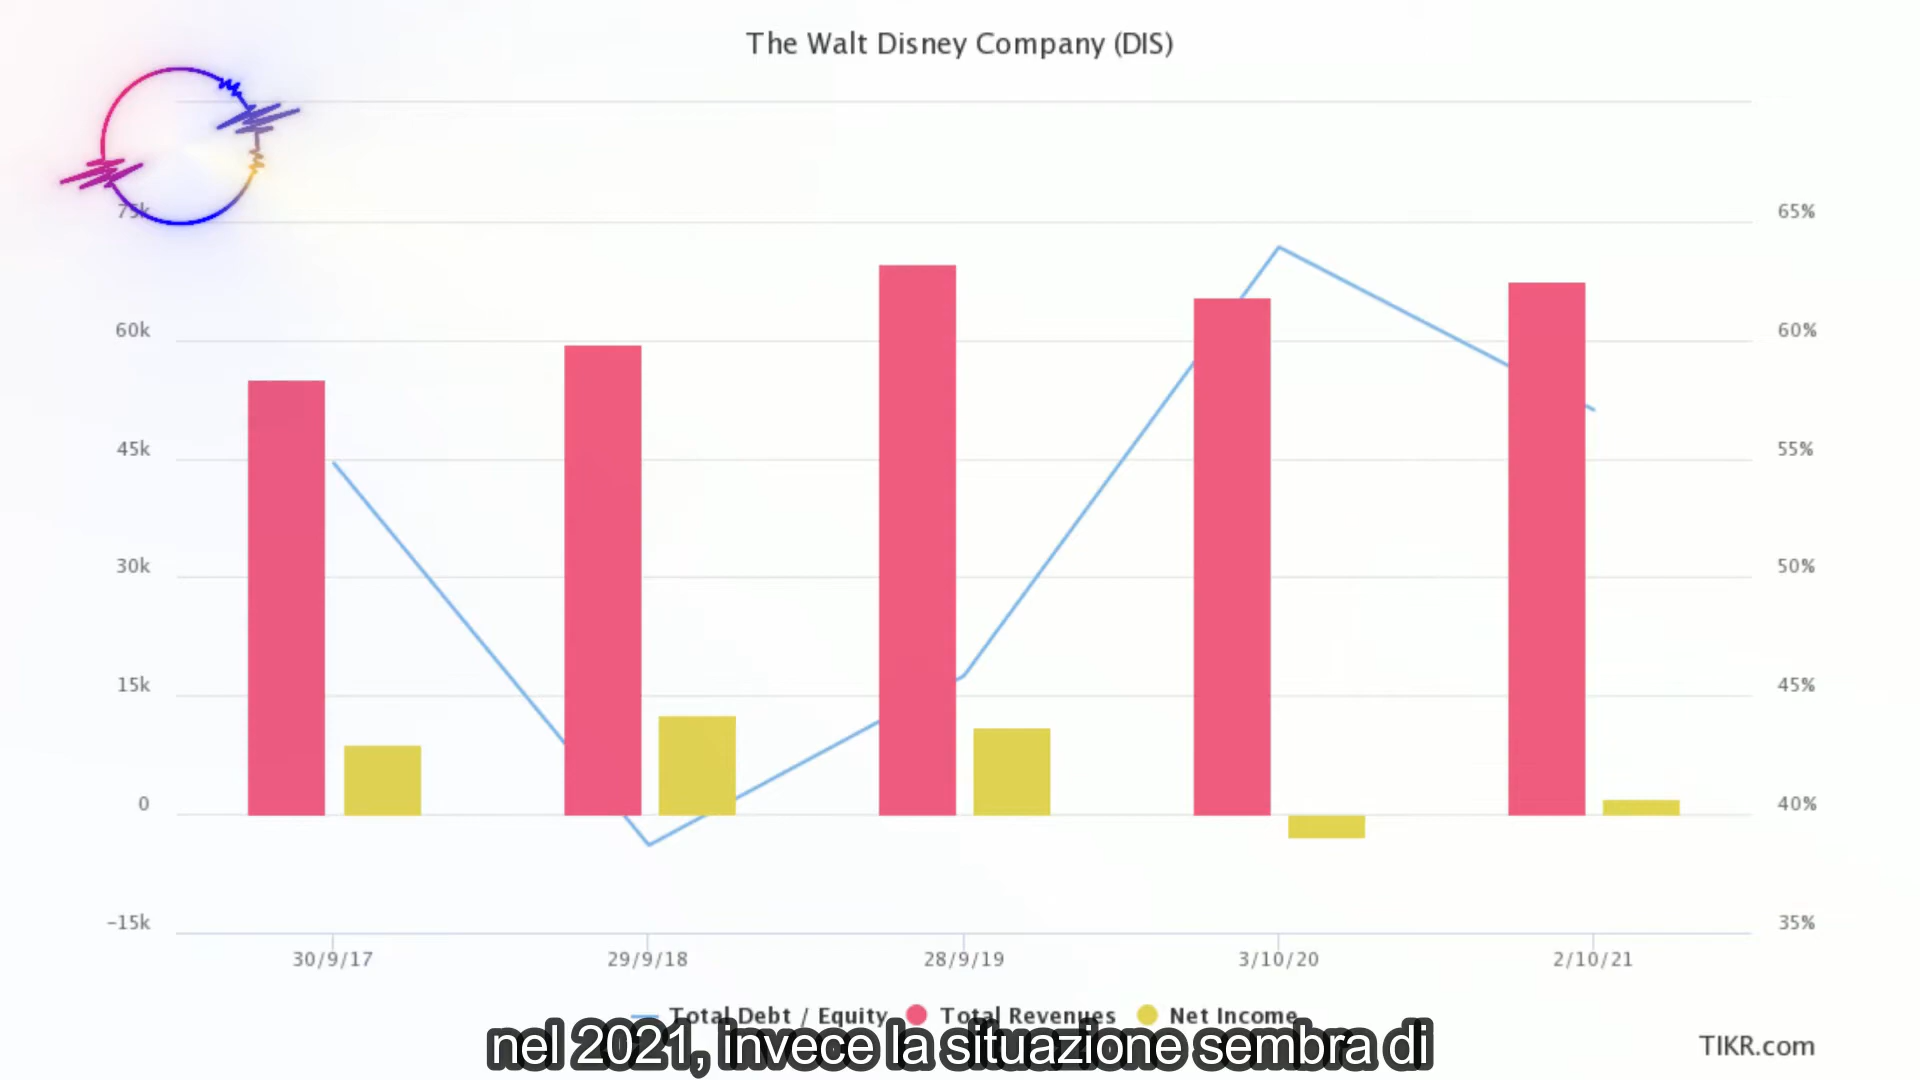 The Walt Disney Company (DIS)
75k
65%
60k
60%
45k
55%
30k
50%
15k
45%
0
40%
-15k
35%
30/9/17
29/9/18
28/9/19
3/10/20
2/10/21
Total Debt / Equity
Total Revenues
Net Income
nel 2021, invece la situazione sembra di
TIKR.com